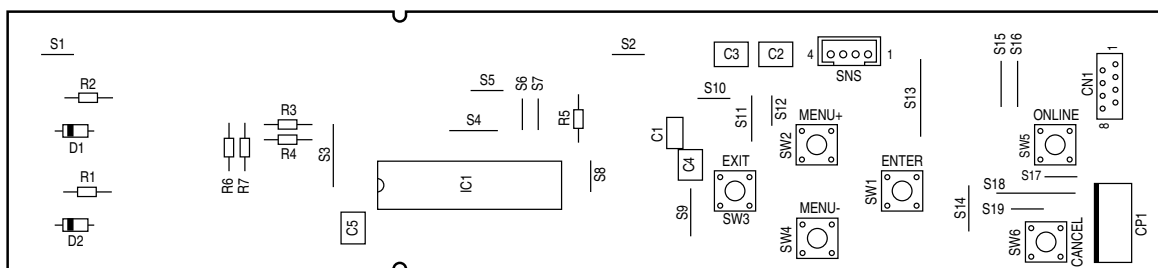 S1
R2
D1
R1
D2
R6
R7
R3
R4
S3
C5
IC1
S4
S5
S6
S7
R5
S8
S2
C1
C4
S9
S10
C3
C2
S11
S12
4
1
SNS
S13
MENU+
SW2
EXIT
SW3
ENTER
SW1
MENU-
SW4
S14
S15
S16
ONLINE
SW5
S17
S18
S19
SW6
CANCEL
CN1
1
8
CP1